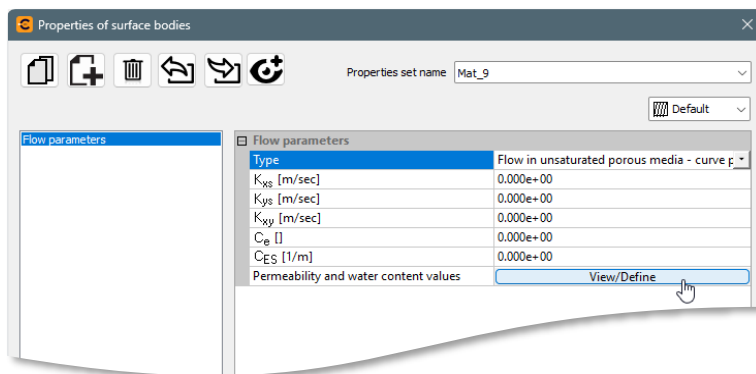 Properties of surface bodies
Properties set name Mat_9
Default
Flow parameters
Flow parameters
Type Flow in unsaturated porous media - curve p
Kxs [m/sec] 0.000e+00
Kys [m/sec] 0.000e+00
Kxy [m/sec] 0.000e+00
Ce [] 0.000e+00
CES [1/m] 0.000e+00
Permeability and water content values View/Define